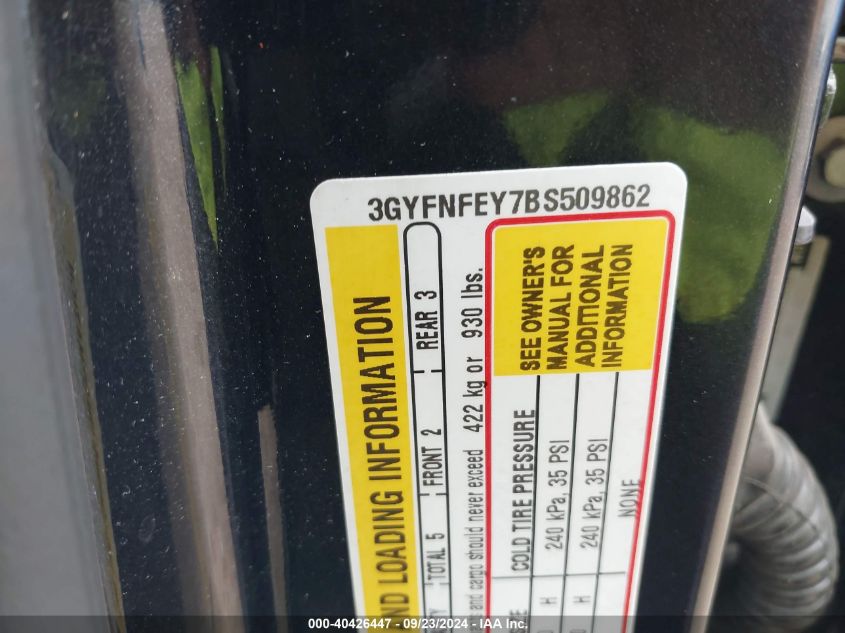 3GYFNFEY7BS509862
ND LOADING INFORMATION
TOTAL 5 FRONT 2 REAR 3
and cargo should never exceed 422 kg or 930 lbs.
COLD TIRE PRESSURE
H 240 kPa, 35 PSI
H 240 kPa, 35 PSI
NONE
SEE OWNER'S
MANUAL FOR
ADDITIONAL
INFORMATION
000-40426447 - 09/23/2024 - IAA Inc.